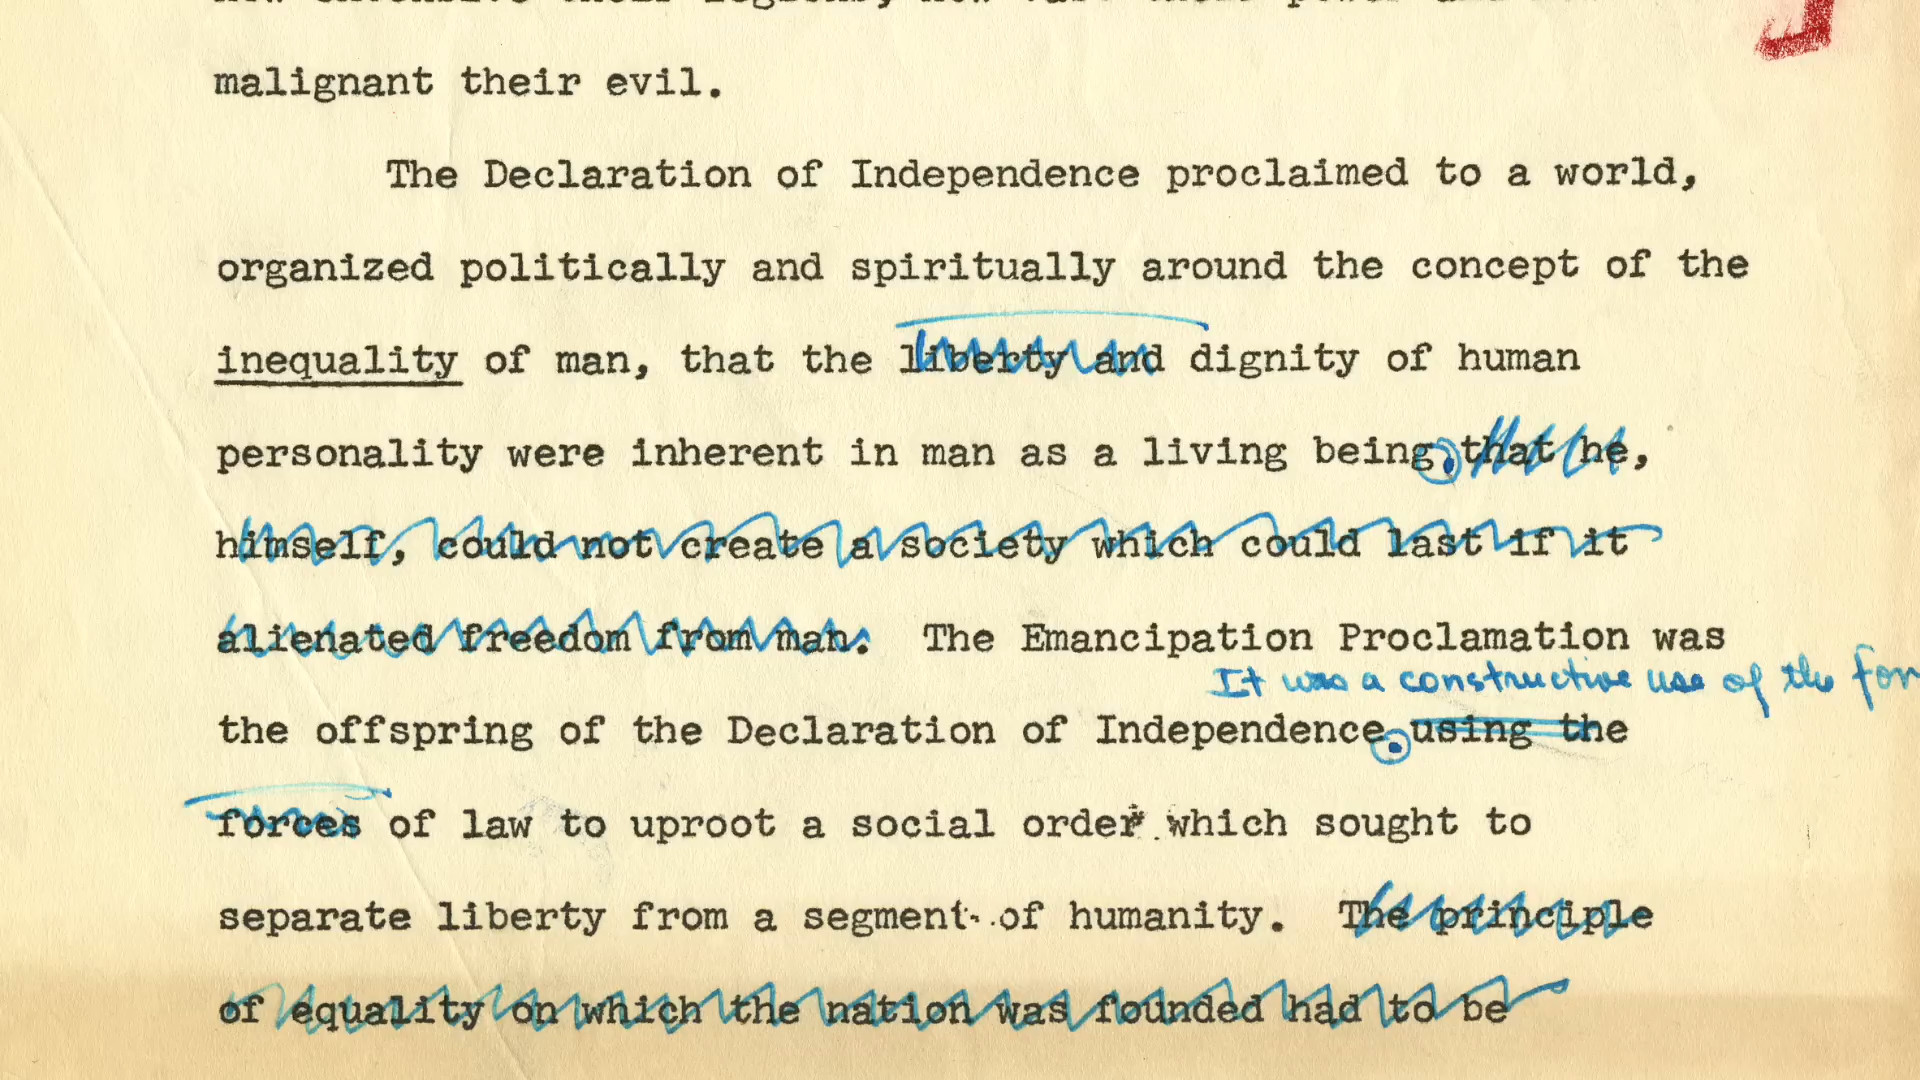 malignant their evil.
The Declaration of Independence proclaimed to a world,
organized politically and spiritually around the concept of the
inequality of man, that the liberty and dignity of human
personality were inherent in man as a living being, that he,
himself, could not create a society which could last if it
alienated freedom from man. The Emancipation Proclamation was
It was a constructive use of the for
the offspring of the Declaration of Independence. using the
forces of law to uproot a social order which sought to
separate liberty from a segment of humanity. The principle
of equality on which the nation was founded had to be